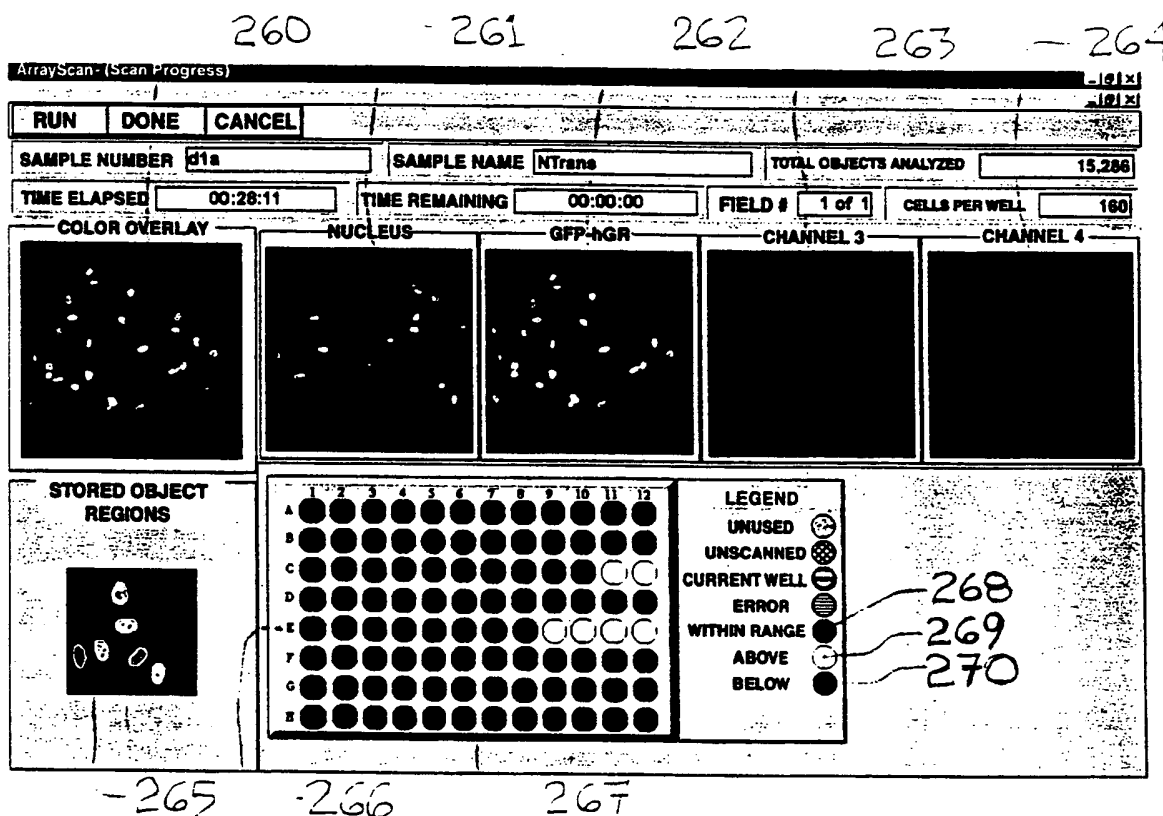 260 261 262 263 264
ArrayScan- (Scan Progress)
RUN DONE CANCEL
SAMPLE NUMBER d1a SAMPLE NAME NTrans TOTAL OBJECTS ANALYZED 15,286
TIME ELAPSED 00:28:11 TIME REMAINING 00:00:00 FIELD # 1 of 1 CELLS PER WELL 160
COLOR OVERLAY NUCLEUS GFP-hGR CHANNEL 3 CHANNEL 4
STORED OBJECT
REGIONS
1 2 3 4 5 6 7 8 9 10 11 12
A
B
C
D
E
F
G
H
LEGEND
UNUSED
UNSCANNED
CURRENT WELL
ERROR
WITHIN RANGE
ABOVE
BELOW
268
269
270
265 266 267